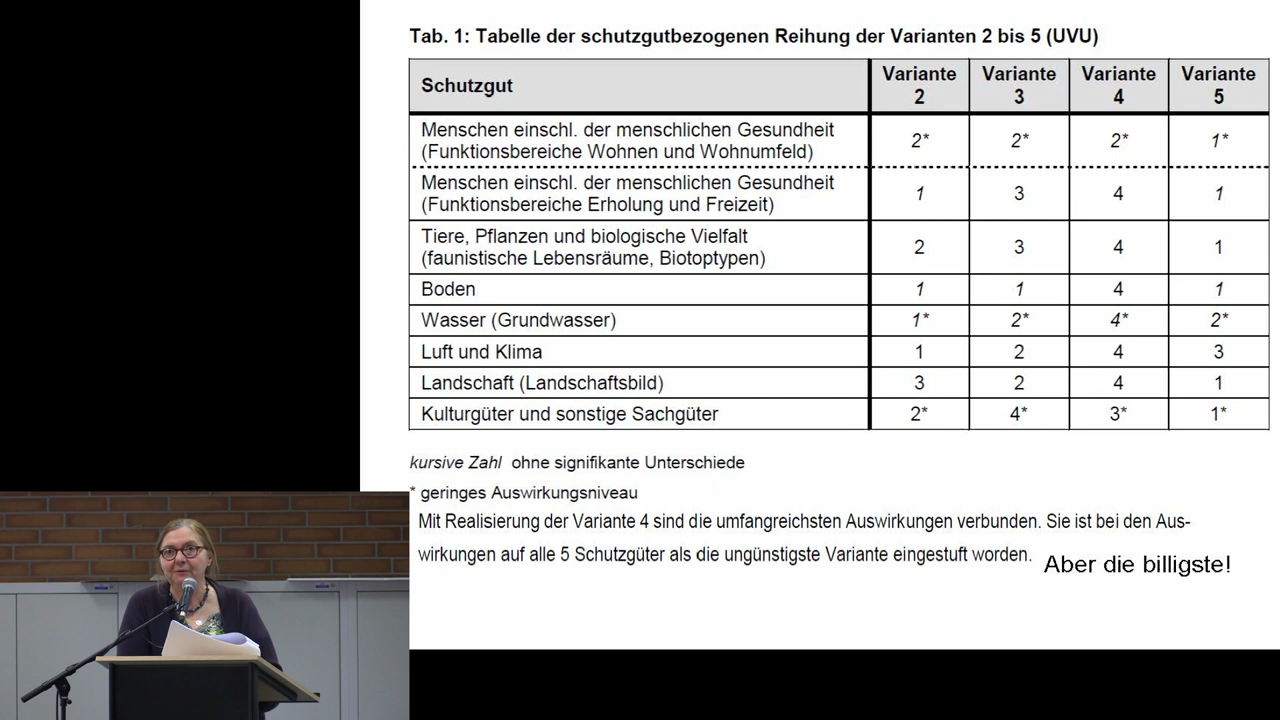 Tab. 1: Tabelle der schutzgutbezogenen Reihung der Varianten 2 bis 5 (UVU)
Schutzgut Variante 2 Variante 3 Variante 4 Variante 5
Menschen einschl. der menschlichen Gesundheit
(Funktionsbereiche Wohnen und Wohnumfeld) 2* 2* 2* 1*
Menschen einschl. der menschlichen Gesundheit
(Funktionsbereiche Erholung und Freizeit) 1 3 4 1
Tiere, Pflanzen und biologische Vielfalt
(faunistische Lebensräume, Biotoptypen) 2 3 4 1
Boden 1 1 4 1
Wasser (Grundwasser) 1* 2* 4* 2*
Luft und Klima 1 2 4 3
Landschaft (Landschaftsbild) 3 2 4 1
Kulturgüter und sonstige Sachgüter 2* 4* 3* 1*
kursive Zahl ohne signifikante Unterschiede
* geringes Auswirkungsniveau
Mit Realisierung der Variante 4 sind die umfangreichsten Auswirkungen verbunden. Sie ist bei den Aus-
wirkungen auf alle 5 Schutzgüter als die ungünstigste Variante eingestuft worden.
Aber die billigste!